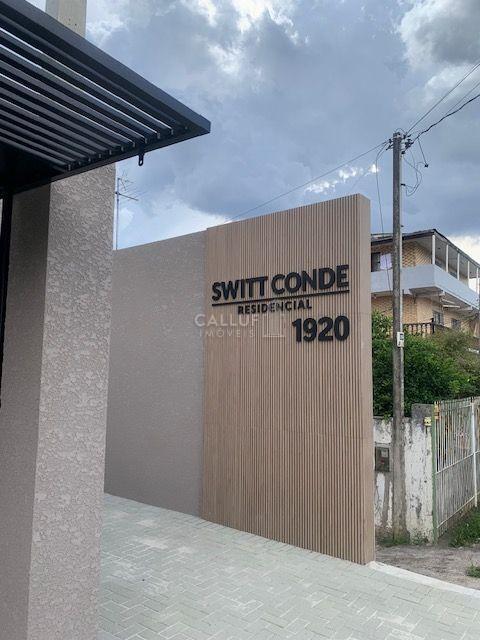 SWITT CONDE
RESIDENCIAL
1920
CALLUF
IMÓVEIS